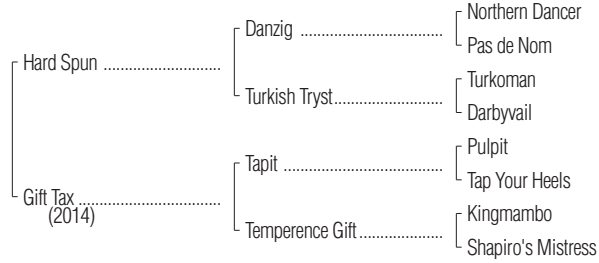 Northern Dancer
Danzig ................................
Pas de Nom
Hard Spun ...........................
Turkoman
Turkish Tryst.........................
Darbyvail
Pulpit
Tapit ....................................
Tap Your Heels
Gift Tax.................................
(2014)
Kingmambo
Temperence Gift...................
Shapiro's Mistress